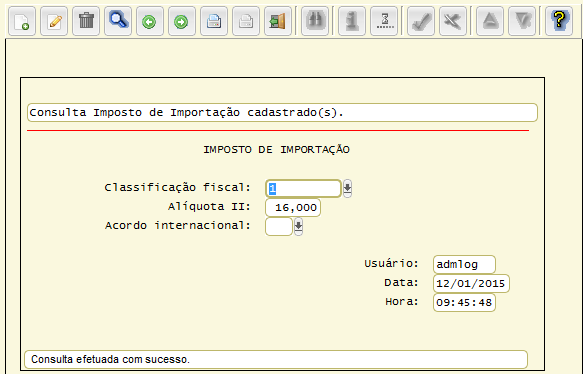 Consulta Imposto de Importação cadastrado(s).
IMPOSTO DE IMPORTAÇÃO
Classificação fiscal: 1
Alíquota II: 16,000
Acordo internacional:
Usuário: admlog
Data: 12/01/2015
Hora: 09:45:48
Consulta efetuada com sucesso.